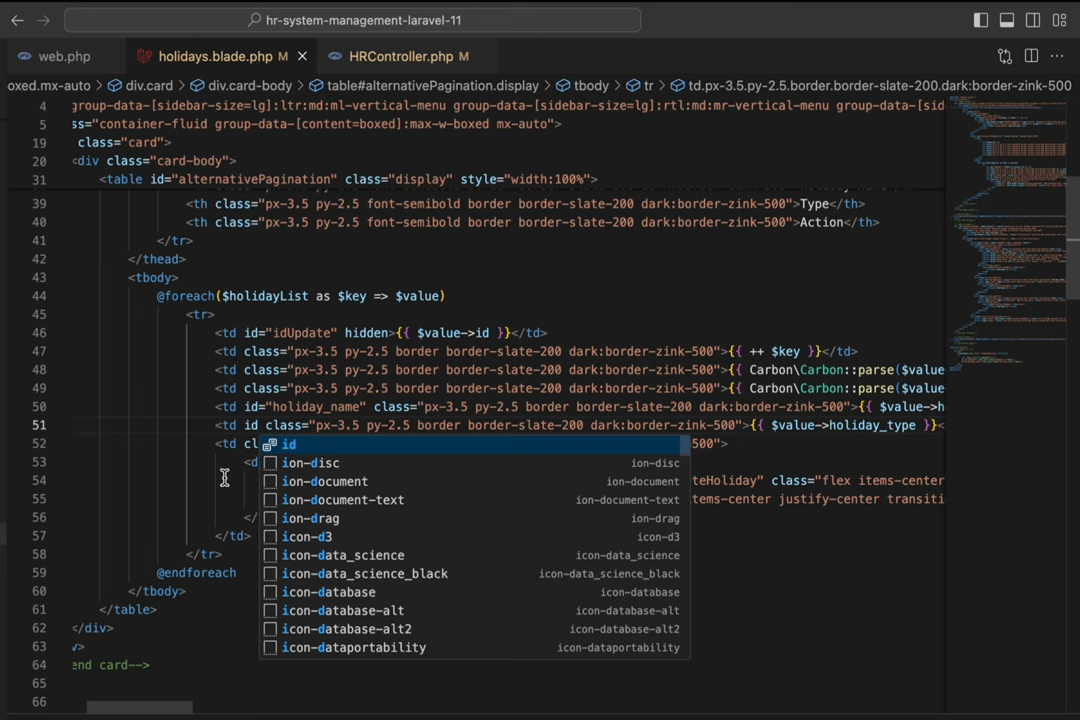 hr-system-management-laravel-11
web.php holidays.blade.php M HRController.php M
oxed.mx-auto > div.card > div.card-body > table#alternativePagination.display > tbody > tr > td.px-3.5.py-2.5.border.border-slate-200.dark:border-zink-500
4 group-data-[sidebar-size=lg]:ltr:md:ml-vertical-menu group-data-[sidebar-size=lg]:rtl:md:mr-vertical-menu group-data-[sid
5 ss="container-fluid group-data-[content=boxed]:max-w-boxed mx-auto">
19 class="card">
20 <div class="card-body">
31 <table id="alternativePagination" class="display" style="width:100%">
39 <th class="px-3.5 py-2.5 font-semibold border border-slate-200 dark:border-zink-500">Type</th>
40 <th class="px-3.5 py-2.5 font-semibold border border-slate-200 dark:border-zink-500">Action</th>
41 </tr>
42 </thead>
43 <tbody>
44 @foreach($holidayList as $key => $value)
45 <tr>
46 <td id="idUpdate" hidden>{{ $value->id }}</td>
47 <td class="px-3.5 py-2.5 border border-slate-200 dark:border-zink-500">{{ ++ $key }}</td>
48 <td class="px-3.5 py-2.5 border border-slate-200 dark:border-zink-500">{{ Carbon\Carbon::parse($value
49 <td class="px-3.5 py-2.5 border border-slate-200 dark:border-zink-500">{{ Carbon\Carbon::parse($value
50 <td id="holiday_name" class="px-3.5 py-2.5 border border-slate-200 dark:border-zink-500">{{ $value->h
51 <td id class="px-3.5 py-2.5 border border-slate-200 dark:border-zink-500">{{ $value->holiday_type }}<
52 <td cl 500">
id
53 <d
ion-disc ion-disc
54 teHoliday" class="flex items-center
ion-document ion-document
55 items-center justify-center transiti
ion-document-text ion-document-text
56 </
ion-drag ion-drag
57 </td>
icon-d3 icon-d3
58 </tr>
icon-data_science icon-data_science
59 @endforeach
icon-data_science_black icon-data_science_black
60 </tbody>
icon-database icon-database
61 </table>
icon-database-alt icon-database-alt
62 </div>
icon-database-alt2 icon-database-alt2
63 v>
icon-dataportability icon-dataportability
64 end card-->
65
66